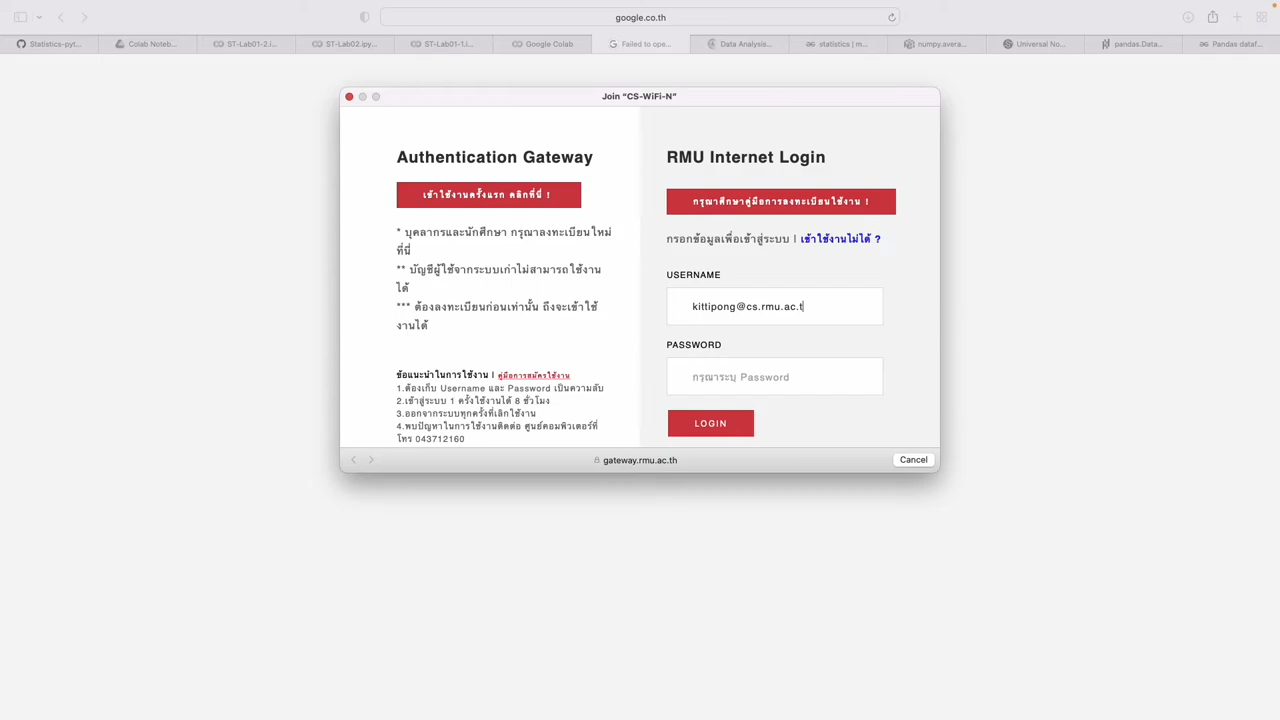 google.co.th
Statistics-pyt...
Colab Noteb...
ST-Lab01-2.i...
ST-Lab02.ipy...
ST-Lab01-1.i...
Google Colab
Failed to ope...
Data Analysis...
statistics | m...
numpy.avera...
Universal No...
pandas.Data...
Pandas dataf...
Join “CS-WiFi-N”
Authentication Gateway
เข้าใช้งานครั้งแรก คลิกที่นี่ !
* บุคลากรและนักศึกษา กรุณาลงทะเบียนใหม่
ที่นี่
** บัญชีผู้ใช้จากระบบเก่าไม่สามารถใช้งาน
ได้
*** ต้องลงทะเบียนก่อนเท่านั้น ถึงจะเข้าใช้
งานได้
ข้อแนะนำในการใช้งาน | คู่มือการสมัครใช้งาน
1.ต้องเก็บ Username และ Password เป็นความลับ
2.เข้าสู่ระบบ 1 ครั้งใช้งานได้ 8 ชั่วโมง
3.ออกจากระบบทุกครั้งที่เลิกใช้งาน
4.พบปัญหาในการใช้งานติดต่อ ศูนย์คอมพิวเตอร์ที่
โทร 043712160
RMU Internet Login
กรุณาศึกษาคู่มือการลงทะเบียนใช้งาน !
กรอกข้อมูลเพื่อเข้าสู่ระบบ | เข้าใช้งานไม่ได้ ?
USERNAME
kittipong@cs.rmu.ac.t
PASSWORD
กรุณาระบุ Password
LOGIN
gateway.rmu.ac.th
Cancel